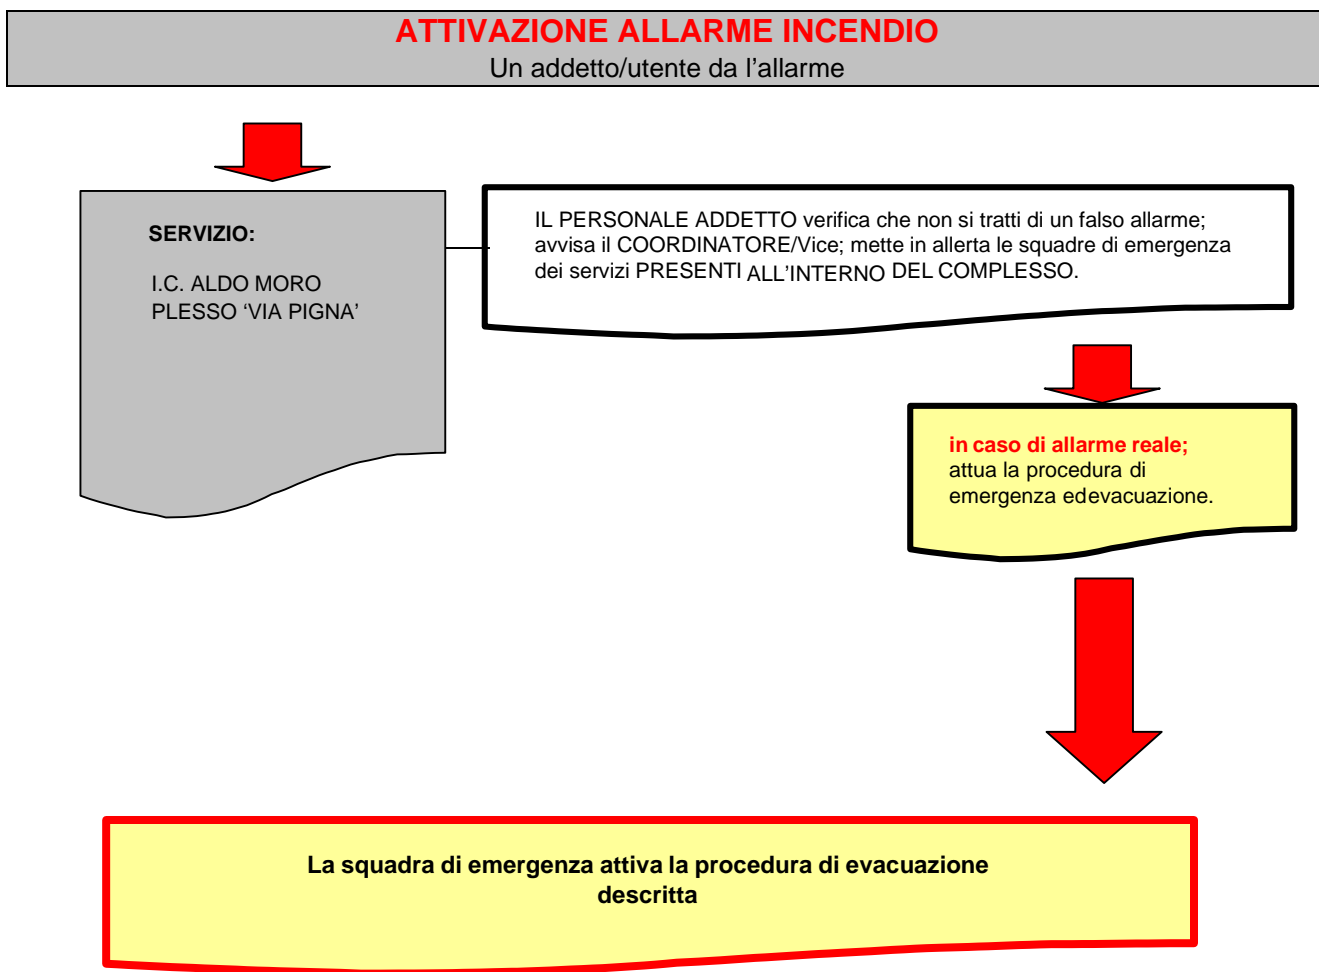 ATTIVAZIONE ALLARME INCENDIO
Un addetto/utente da l’allarme
SERVIZIO:
I.C. ALDO MORO
PLESSO ‘VIA PIGNA’
IL PERSONALE ADDETTO verifica che non si tratti di un falso allarme;
avvisa il COORDINATORE/Vice; mette in allerta le squadre di emergenza
dei servizi PRESENTI ALL’INTERNO DEL COMPLESSO.
in caso di allarme reale;
attua la procedura di
emergenza edevacuazione.
La squadra di emergenza attiva la procedura di evacuazione
descritta